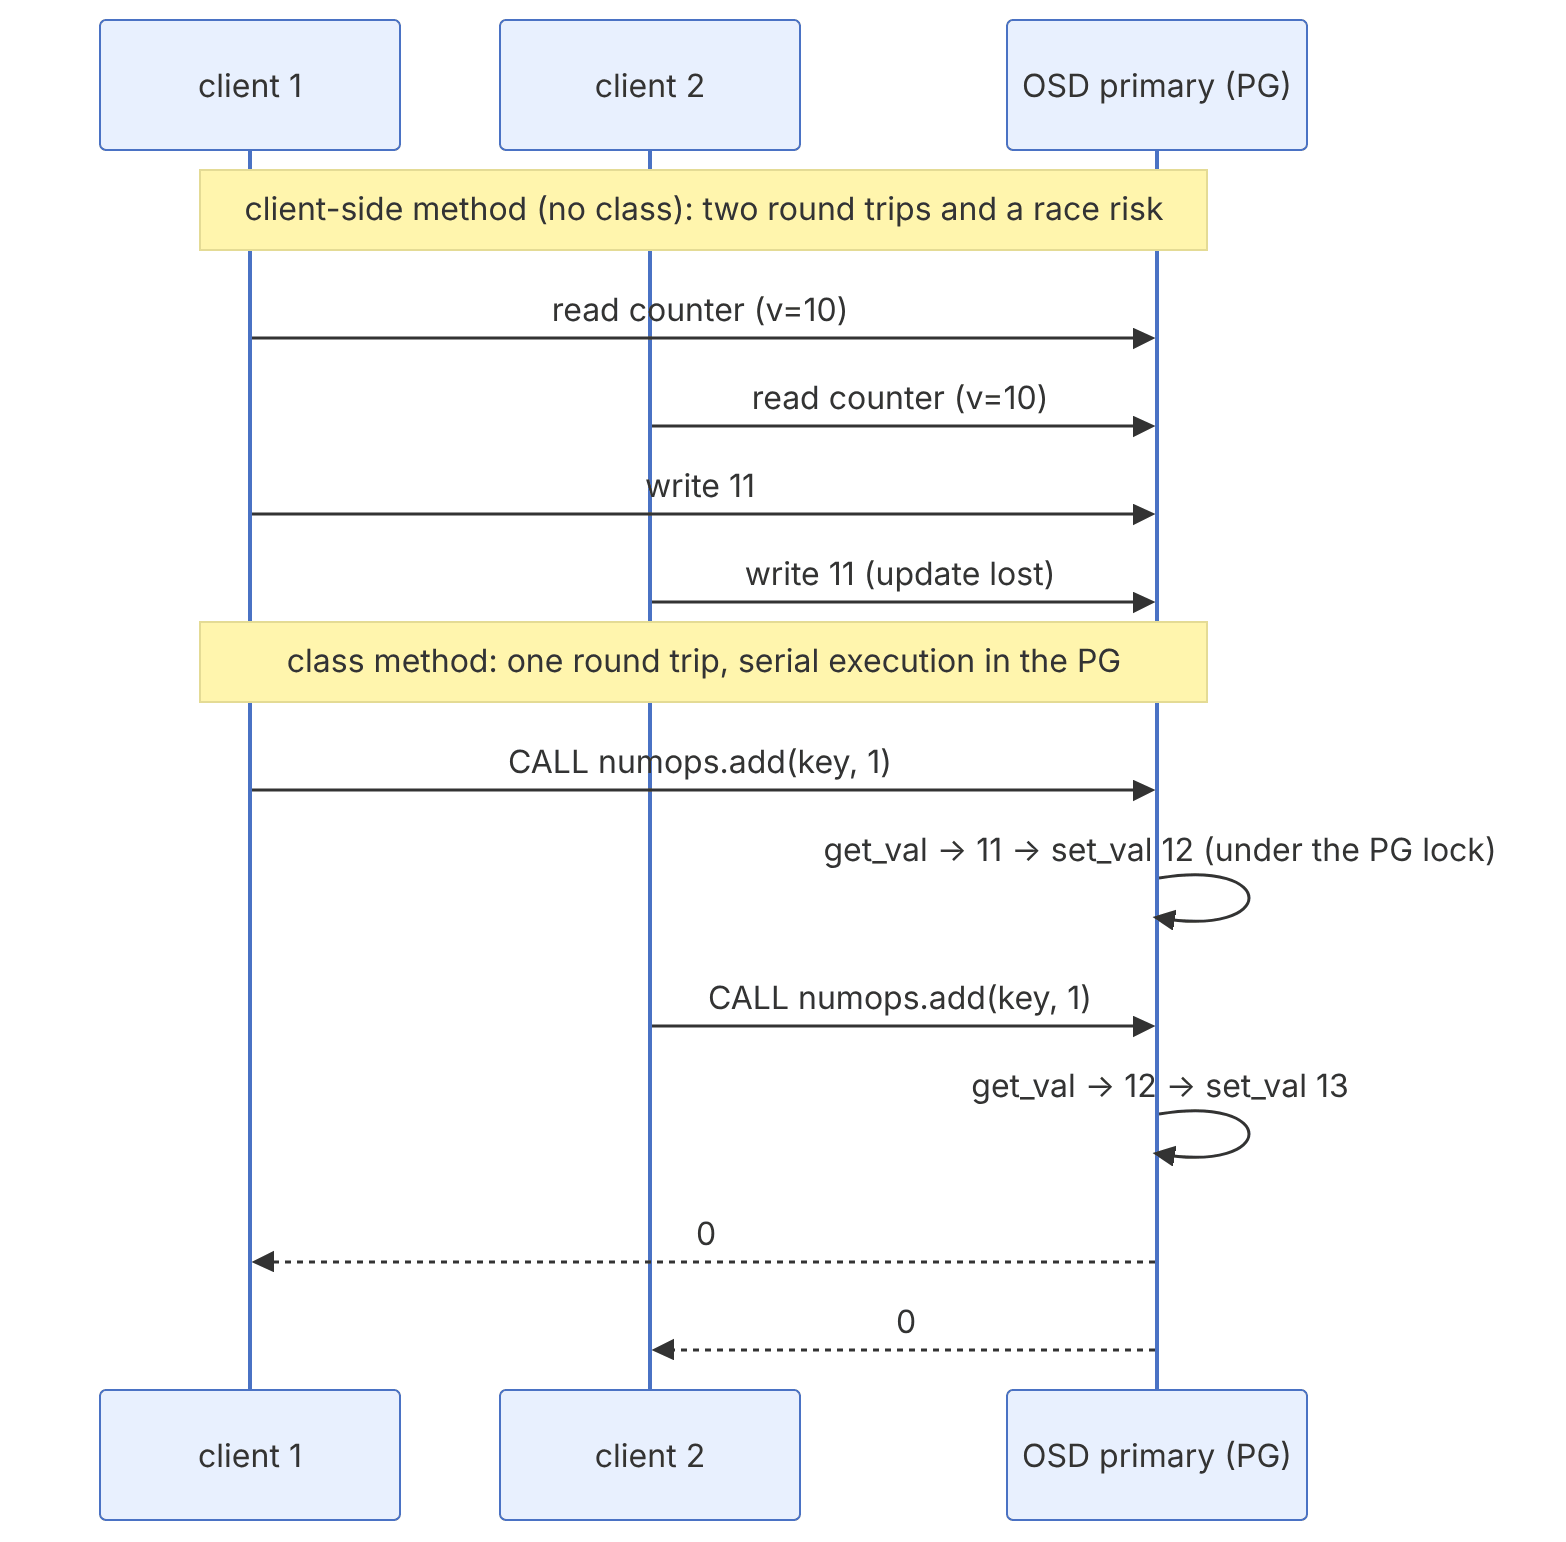 client 1
client 2
OSD primary (PG)
client-side method (no class): two round trips and a race risk
read counter (v=10)
read counter (v=10)
write 11
write 11 (update lost)
class method: one round trip, serial execution in the PG
CALL numops.add(key, 1)
get_val → 11 → set_val 12 (under the PG lock)
CALL numops.add(key, 1)
get_val → 12 → set_val 13
0
0
client 1
client 2
OSD primary (PG)